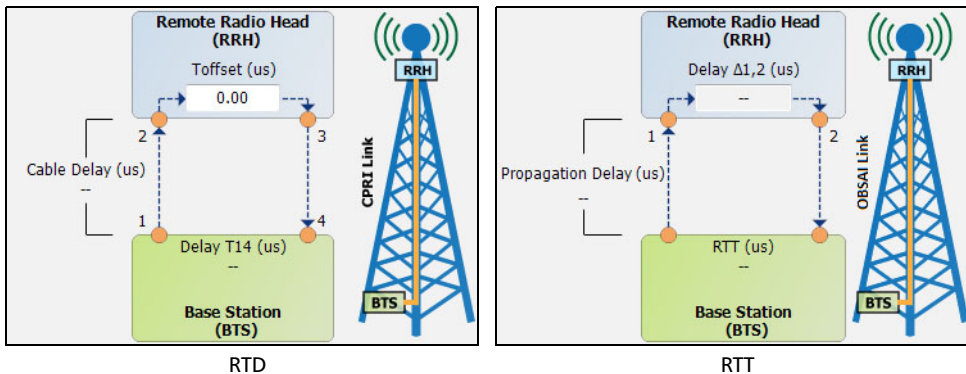 Remote Radio Head
(RRH)
Toffset (us)
0.00
2
3
Cable Delay (us)
--
1
4
Delay T14 (us)
--
Base Station
(BTS)
RRH
CPRI Link
BTS
RTD
Remote Radio Head
(RRH)
Delay Δ1,2 (us)
--
1
2
Propagation Delay (us)
--
RTT (us)
--
Base Station
(BTS)
RRH
OBSAI Link
BTS
RTT